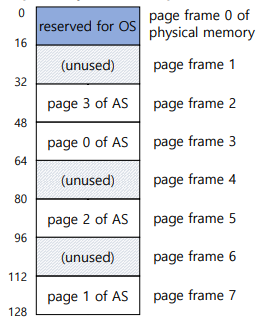 0
reserved for OS
page frame 0 of
physical memory
16
(unused)
page frame 1
32
page 3 of AS
page frame 2
48
page 0 of AS
page frame 3
64
(unused)
page frame 4
80
page 2 of AS
page frame 5
96
(unused)
page frame 6
112
page 1 of AS
page frame 7
128